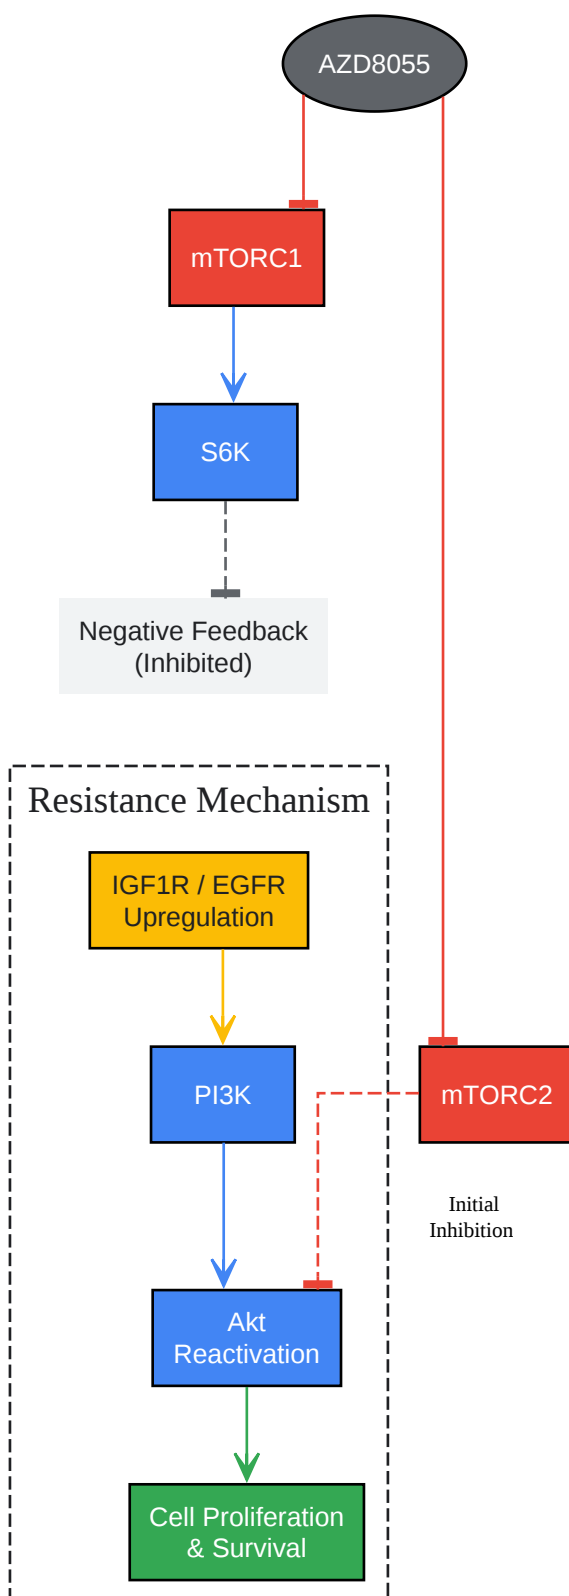 AZD8055
mTORC1
S6K
Negative Feedback
(Inhibited)
Resistance Mechanism
IGF1R / EGFR
Upregulation
PI3K
mTORC2
Initial
Inhibition
Akt
Reactivation
Cell Proliferation
& Survival